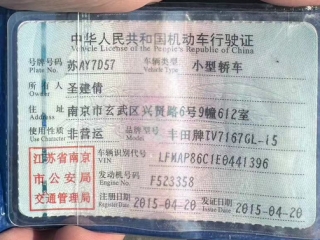 中华人民共和国机动车行驶证
Vehicle License of the People's Republic of China
号牌号码 苏AY7D57 车辆类型 小型轿车
Plate No. Vehicle Type
所有人 圣建倩
Owner
住址 南京市玄武区兴贤路6号9幢612室
Address
使用性质 非营运 品牌型号 丰田牌TV7167GL-i5
Use Character Model
江苏省南京 车辆识别代号 LFMAP86C1E0441396
VIN
市公安局 发动机号码 F523358
Engine No.
交通管理局 注册日期 2015-04-20 发证日期 2015-04-20
Register Date Issue Date